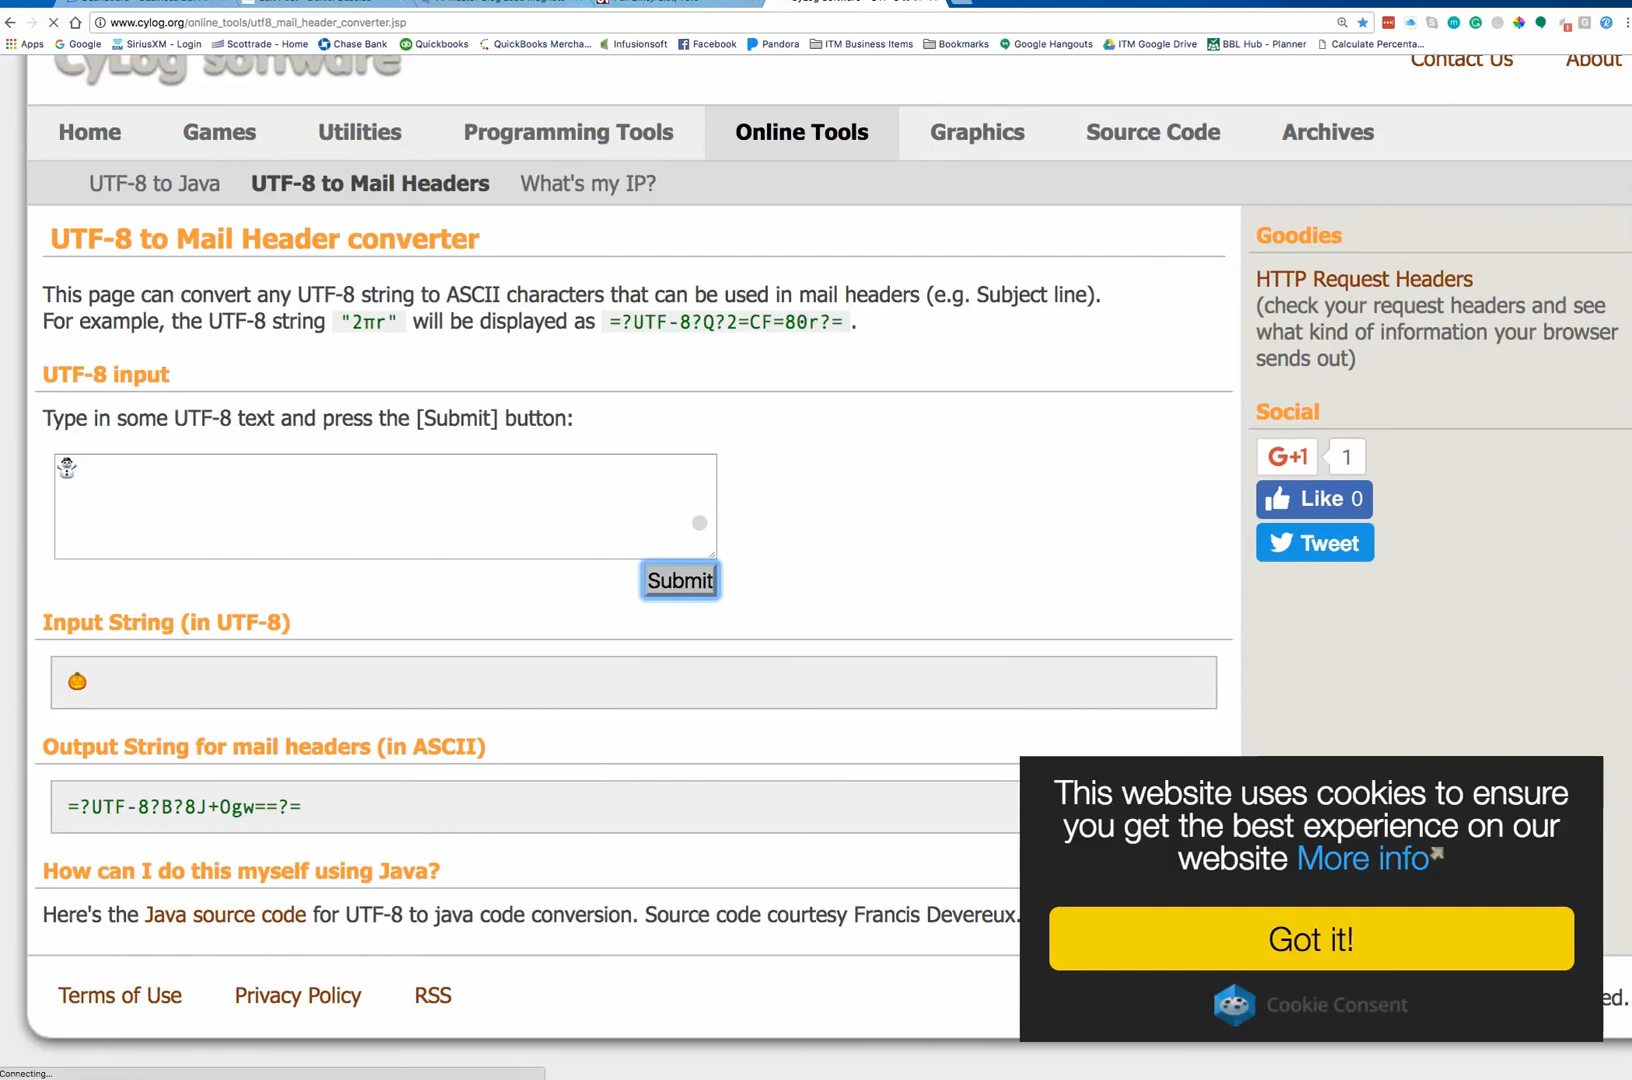 www.cylog.org/online_tools/utf8_mail_header_converter.jsp
Apps Google SiriusXM - Login Scottrade - Home Chase Bank Quickbooks QuickBooks Mercha... Infusionsoft Facebook Pandora ITM Business Items Bookmarks Google Hangouts ITM Google Drive BBL Hub - Planner Calculate Percenta...
CyLog software
Contact Us About
Home Games Utilities Programming Tools Online Tools Graphics Source Code Archives
UTF-8 to Java UTF-8 to Mail Headers What's my IP?
UTF-8 to Mail Header converter
This page can convert any UTF-8 string to ASCII characters that can be used in mail headers (e.g. Subject line).
For example, the UTF-8 string "2πr" will be displayed as =?UTF-8?Q?2=CF=80r?= .
UTF-8 input
Type in some UTF-8 text and press the [Submit] button:
☃
Submit
Input String (in UTF-8)
🎃
Output String for mail headers (in ASCII)
=?UTF-8?B?8J+Ogw==?=
How can I do this myself using Java?
Here's the Java source code for UTF-8 to java code conversion. Source code courtesy Francis Devereux.
Terms of Use Privacy Policy RSS
ed.
Goodies
HTTP Request Headers
(check your request headers and see
what kind of information your browser
sends out)
Social
G+1 1
Like 0
Tweet
This website uses cookies to ensure
you get the best experience on our
website More info
Got it!
Cookie Consent
Connecting...